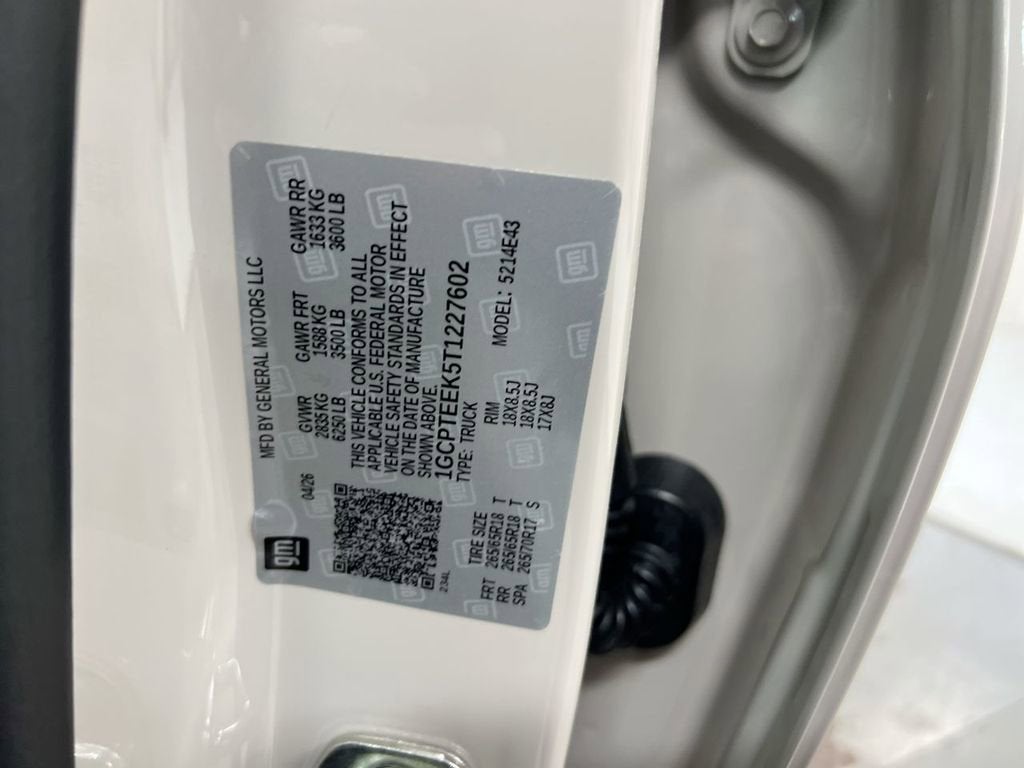 gm
MFD BY GENERAL MOTORS LLC
04/26
GVWR GAWR FRT GAWR RR
2835 KG 1588 KG 1633 KG
6250 LB 3500 LB 3600 LB
THIS VEHICLE CONFORMS TO ALL
APPLICABLE U.S. FEDERAL MOTOR
VEHICLE SAFETY STANDARDS IN EFFECT
ON THE DATE OF MANUFACTURE
SHOWN ABOVE.
1GCPTEEK5T1227602
TYPE: TRUCK MODEL: 5214E43
TIRE SIZE RIM
FRT 265/65R18 T 18X8.5J
RR 265/65R18 T 18X8.5J
SPA 265/70R17 S 17X8J